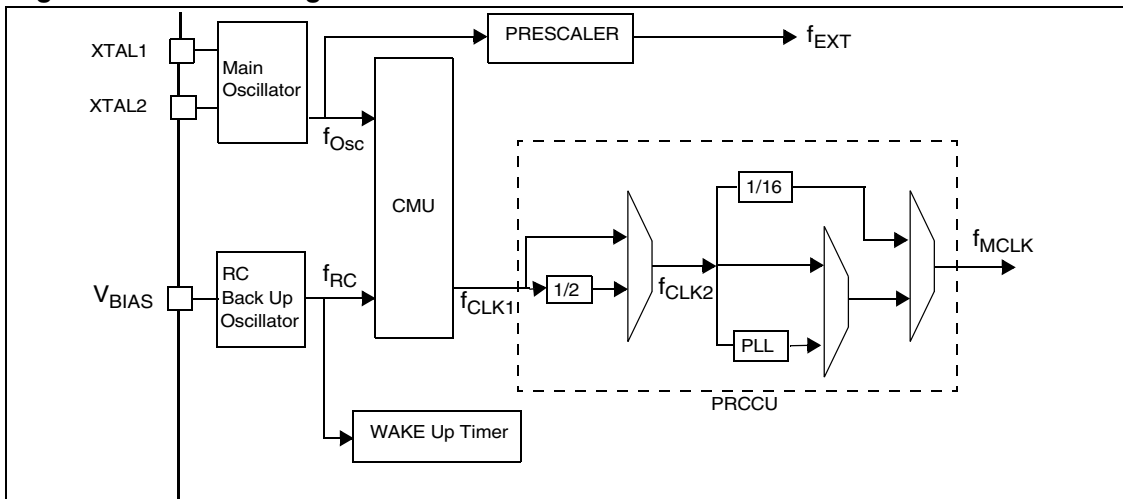 XTAL1
XTAL2
Main
Oscillator
PRESCALER
fEXT
fOsc
CMU
1/16
fMCLK
VBIAS
RC
Back Up
Oscillator
fRC
fCLK1
1/2
fCLK2
PLL
PRCCU
WAKE Up Timer